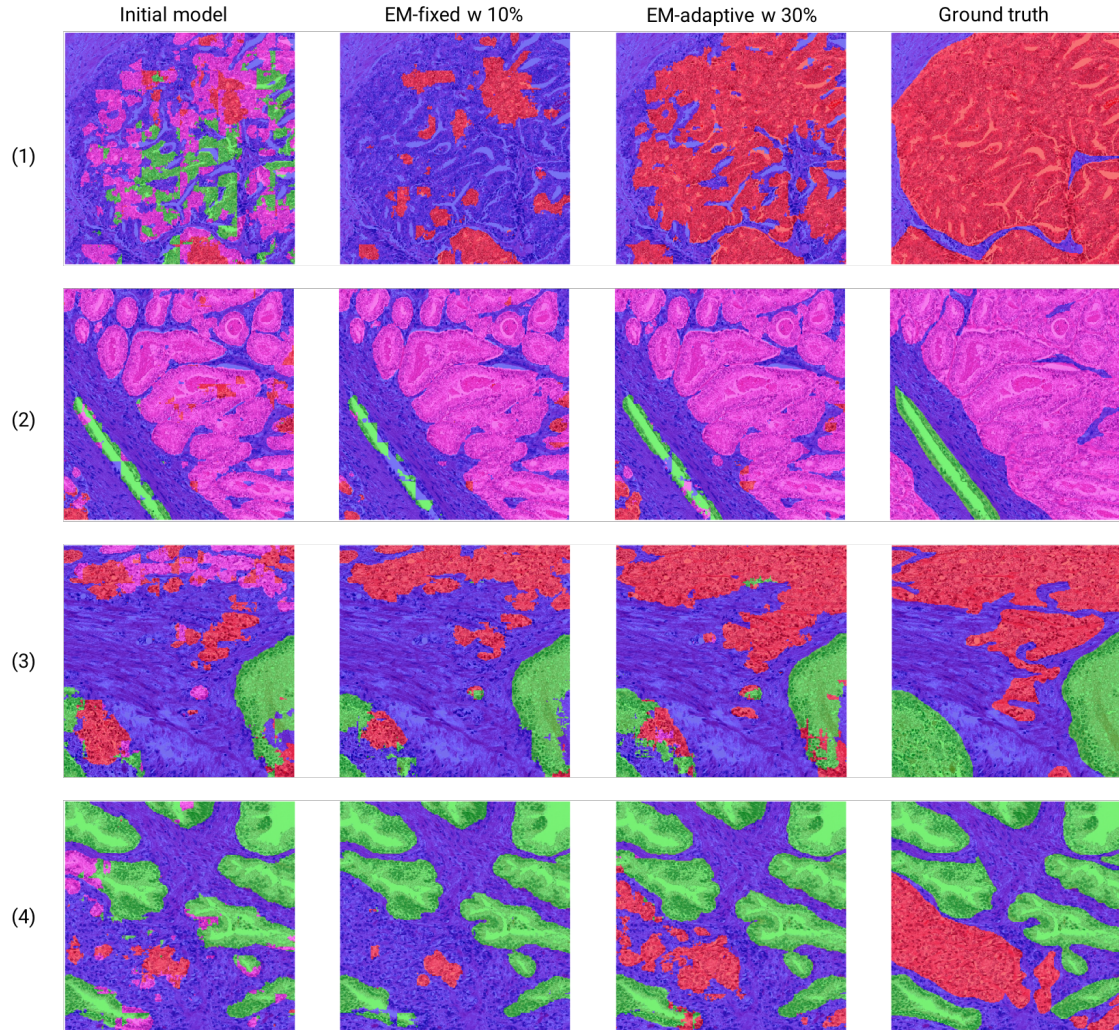 Initial model EM-fixed w 10% EM-adaptive w 30% Ground truth
(1)
(2)
(3)
(4)